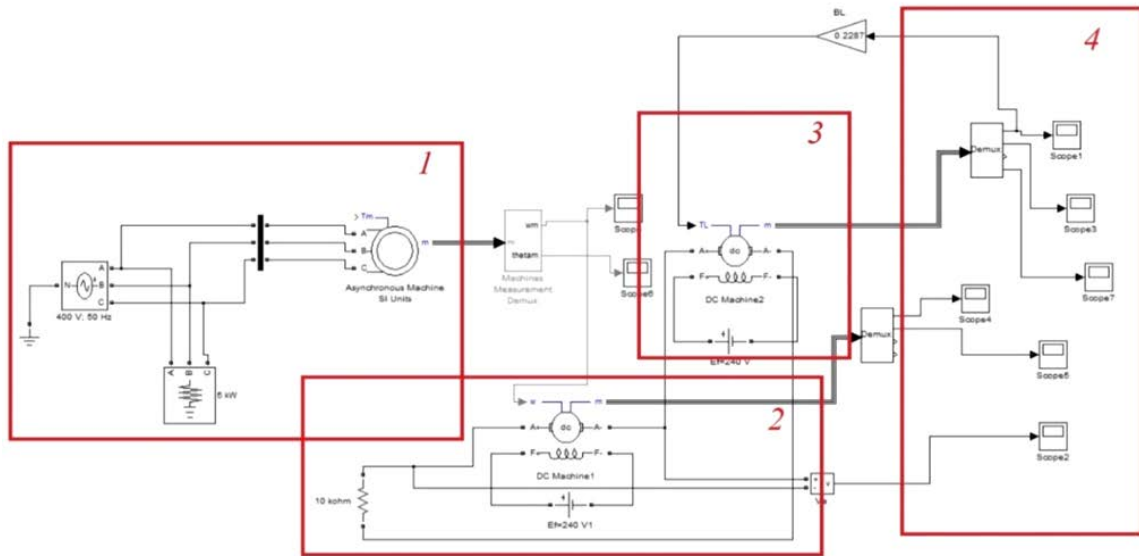 BL
0.2287
4
3
1
Demux
Scope1
> Tm
A
B
C
m
Asynchronous Machine
SI Units
wm
m
thetam
Machines
Measurement
Demux
Scope
Scope6
TL
m
A+
dc
A-
F+
F-
DC Machine2
Ef=240 V
Scope3
Scope7
N
A
B
C
400 V; 50 Hz
A B C
6 kW
Demux
Scope4
Scope5
2
w
m
A+
dc
A-
F+
F-
DC Machine1
Ef=240 V1
10 kohm
+
-
v
Scope2